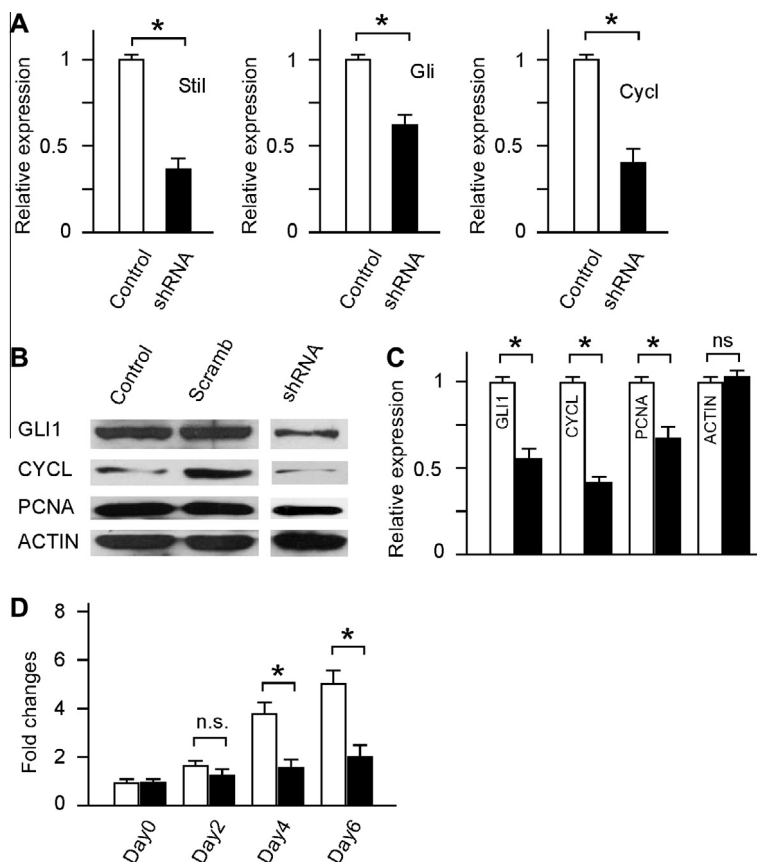 A
Relative expression
1
0.5
0
*
Stil
Control
shRNA
Relative expression
1
0.5
0
*
Gli
Control
shRNA
Relative expression
1
0.5
0
*
Cycl
Control
shRNA
B
Control
Scramb
shRNA
GLI1
CYCL
PCNA
ACTIN
C
Relative expression
1
0.5
0
*
*
*
ns
GLI1
CYCL
PCNA
ACTIN
D
Fold changes
8
6
4
2
0
n.s.
*
*
Day0
Day2
Day4
Day6